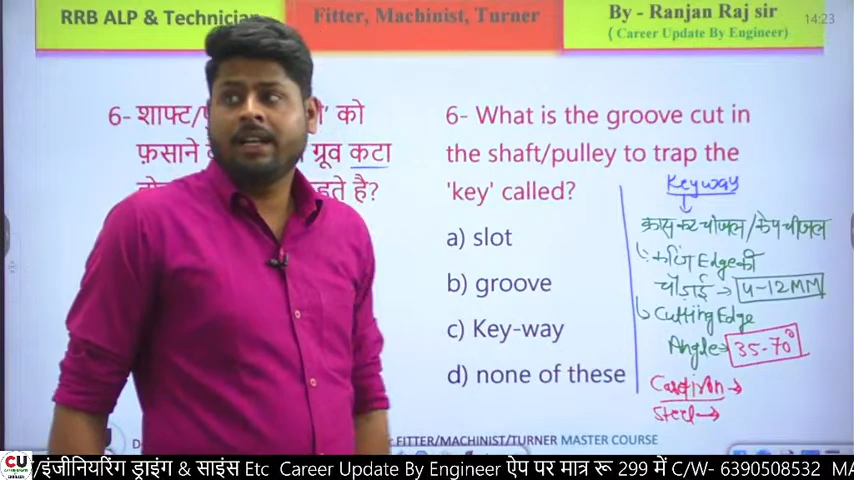 RRB ALP & Technician
Fitter, Machinist, Turner
By - Ranjan Raj sir
( Career Update By Engineer)
14:23
6- शाफ्ट/ को
फ़साने ग्रूव कटा
है?
6- What is the groove cut in
the shaft/pulley to trap the
'key' called?
a) slot
b) groove
c) Key-way
d) none of these
Keyway
क्रास कट चीजल/केप चीजल
कटिंग Edge की
चौड़ाई → 4-12MM
Cutting Edge
Angle→ 35-70°
Castiron →
Steel →
FITTER/MACHINIST/TURNER MASTER COURSE
CU
/इंजीनियरिंग ड्राइंग & साइंस Etc Career Update By Engineer ऐप पर मात्र रू 299 में C/W- 6390508532 MA